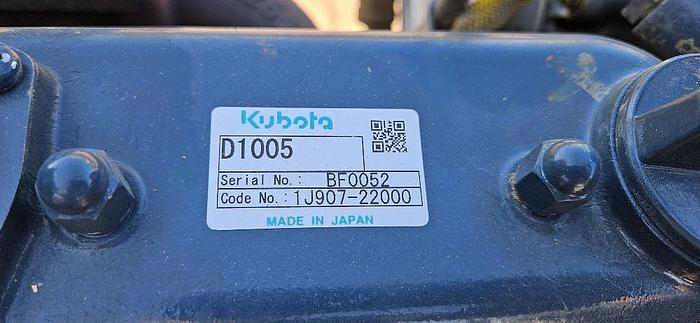 Kubota
D1005
Serial No.: BF0052
Code No.: 1J907-22000
MADE IN JAPAN